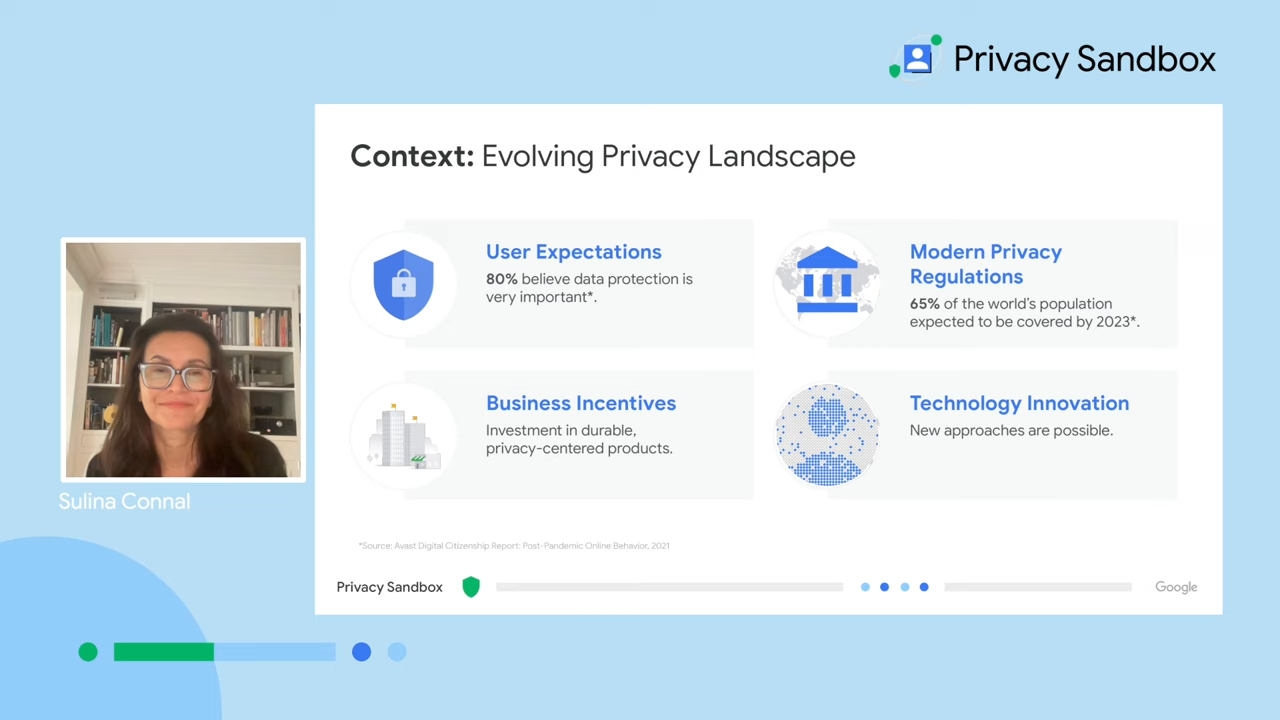 Privacy Sandbox
Context: Evolving Privacy Landscape
User Expectations
80% believe data protection is
very important*.
Modern Privacy
Regulations
65% of the world's population
expected to be covered by 2023*.
Business Incentives
Investment in durable,
privacy-centered products.
Technology Innovation
New approaches are possible.
Sulina Connal
*Source: Avast Digital Citizenship Report: Post-Pandemic Online Behavior, 2021
Privacy Sandbox
Google